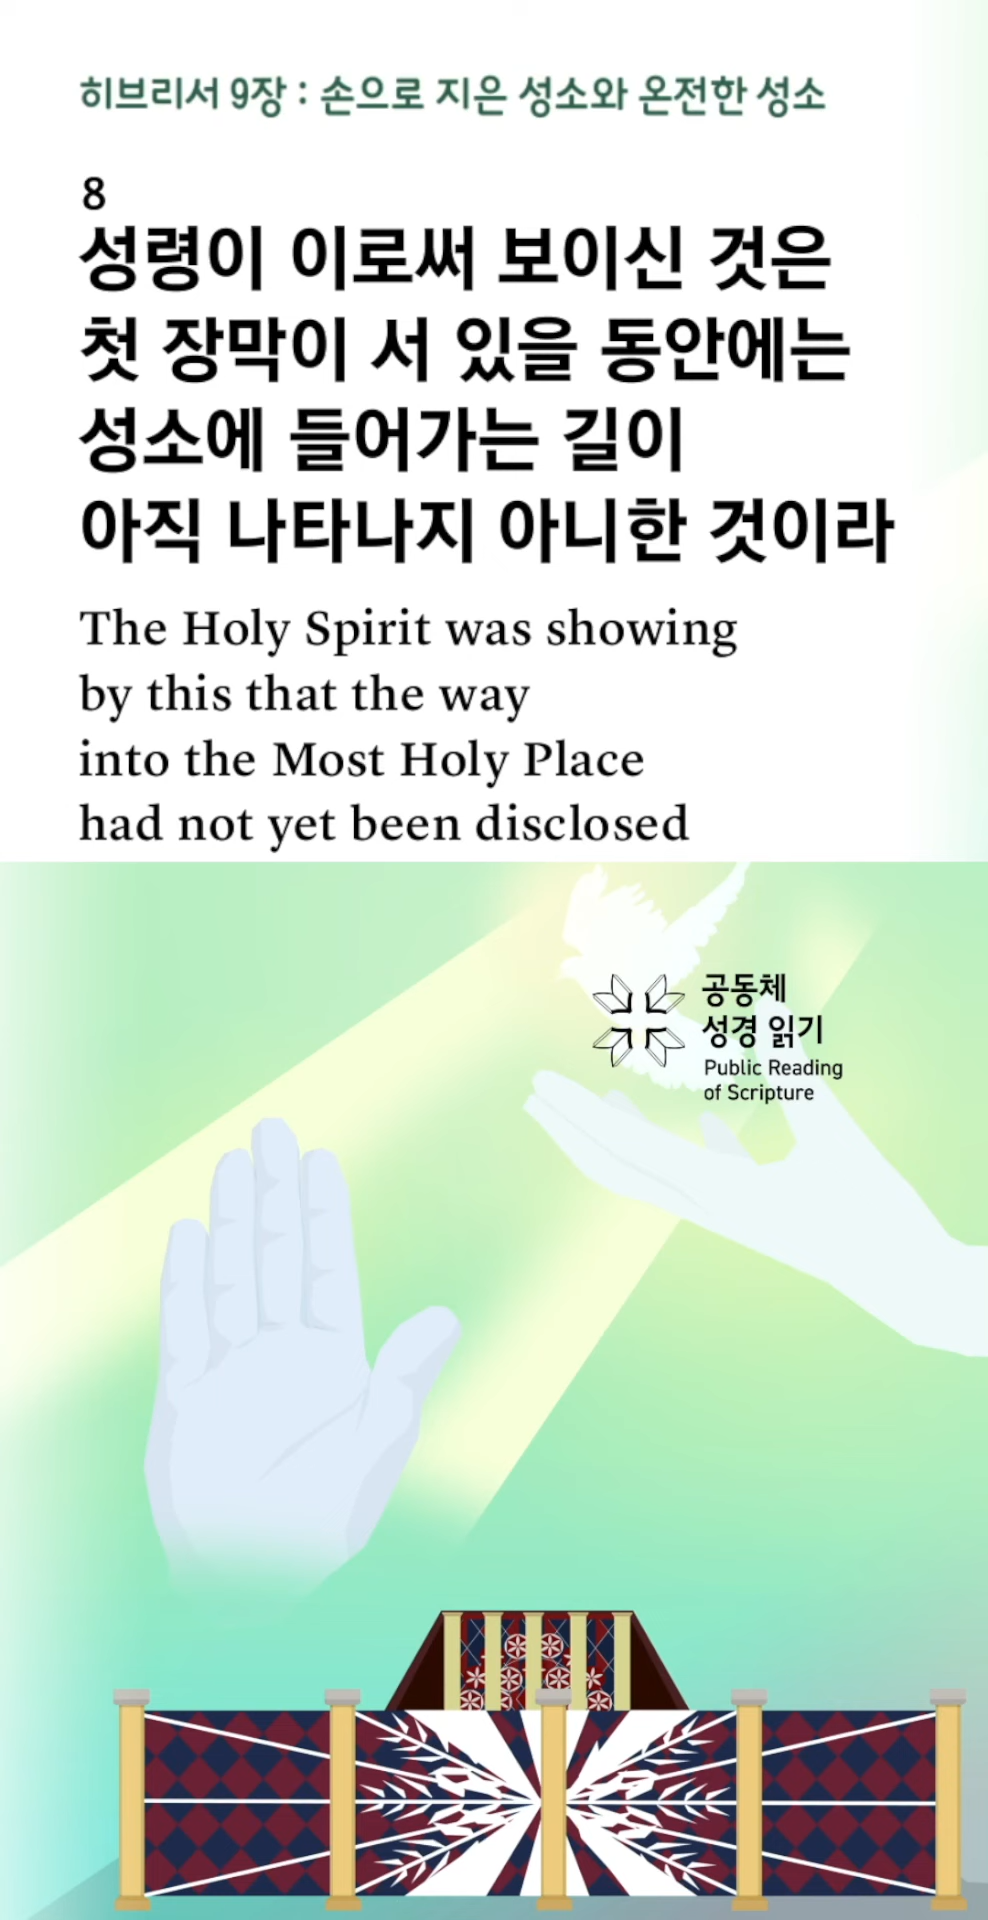 히브리서 9장 : 손으로 지은 성소와 온전한 성소
8
성령이 이로써 보이신 것은
첫 장막이 서 있을 동안에는
성소에 들어가는 길이
아직 나타나지 아니한 것이라
The Holy Spirit was showing
by this that the way
into the Most Holy Place
had not yet been disclosed
공동체
성경 읽기
Public Reading
of Scripture